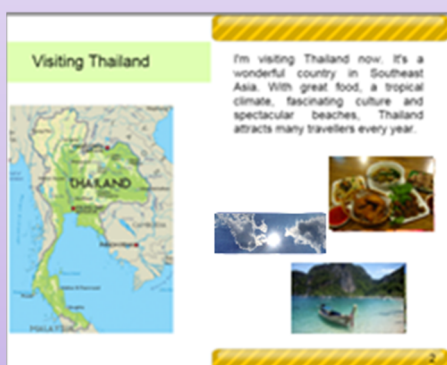 Visiting Thailand
I'm visiting Thailand now. It's a
wonderful country in Southeast
Asia. With great food, a tropical
climate, fascinating culture and
spectacular beaches, Thailand
attracts many travellers every year.
THAILAND
MALAYSIA
2